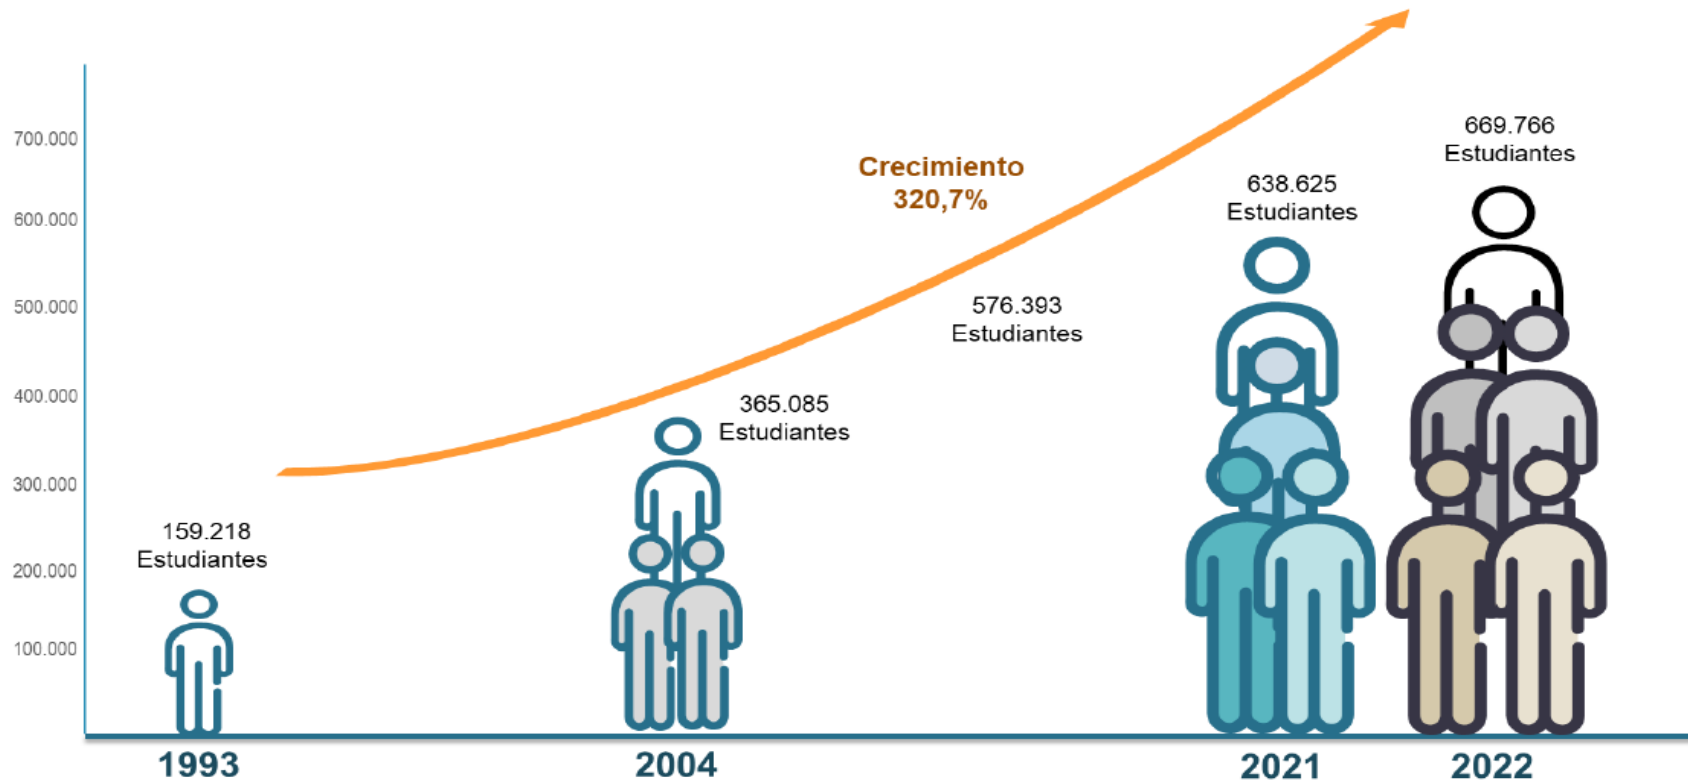 700.000
600.000
500.000
400.000
300.000
200.000
100.000
Crecimiento
320,7%
159.218
Estudiantes
365.085
Estudiantes
576.393
Estudiantes
638.625
Estudiantes
669.766
Estudiantes
1993
2004
2021
2022